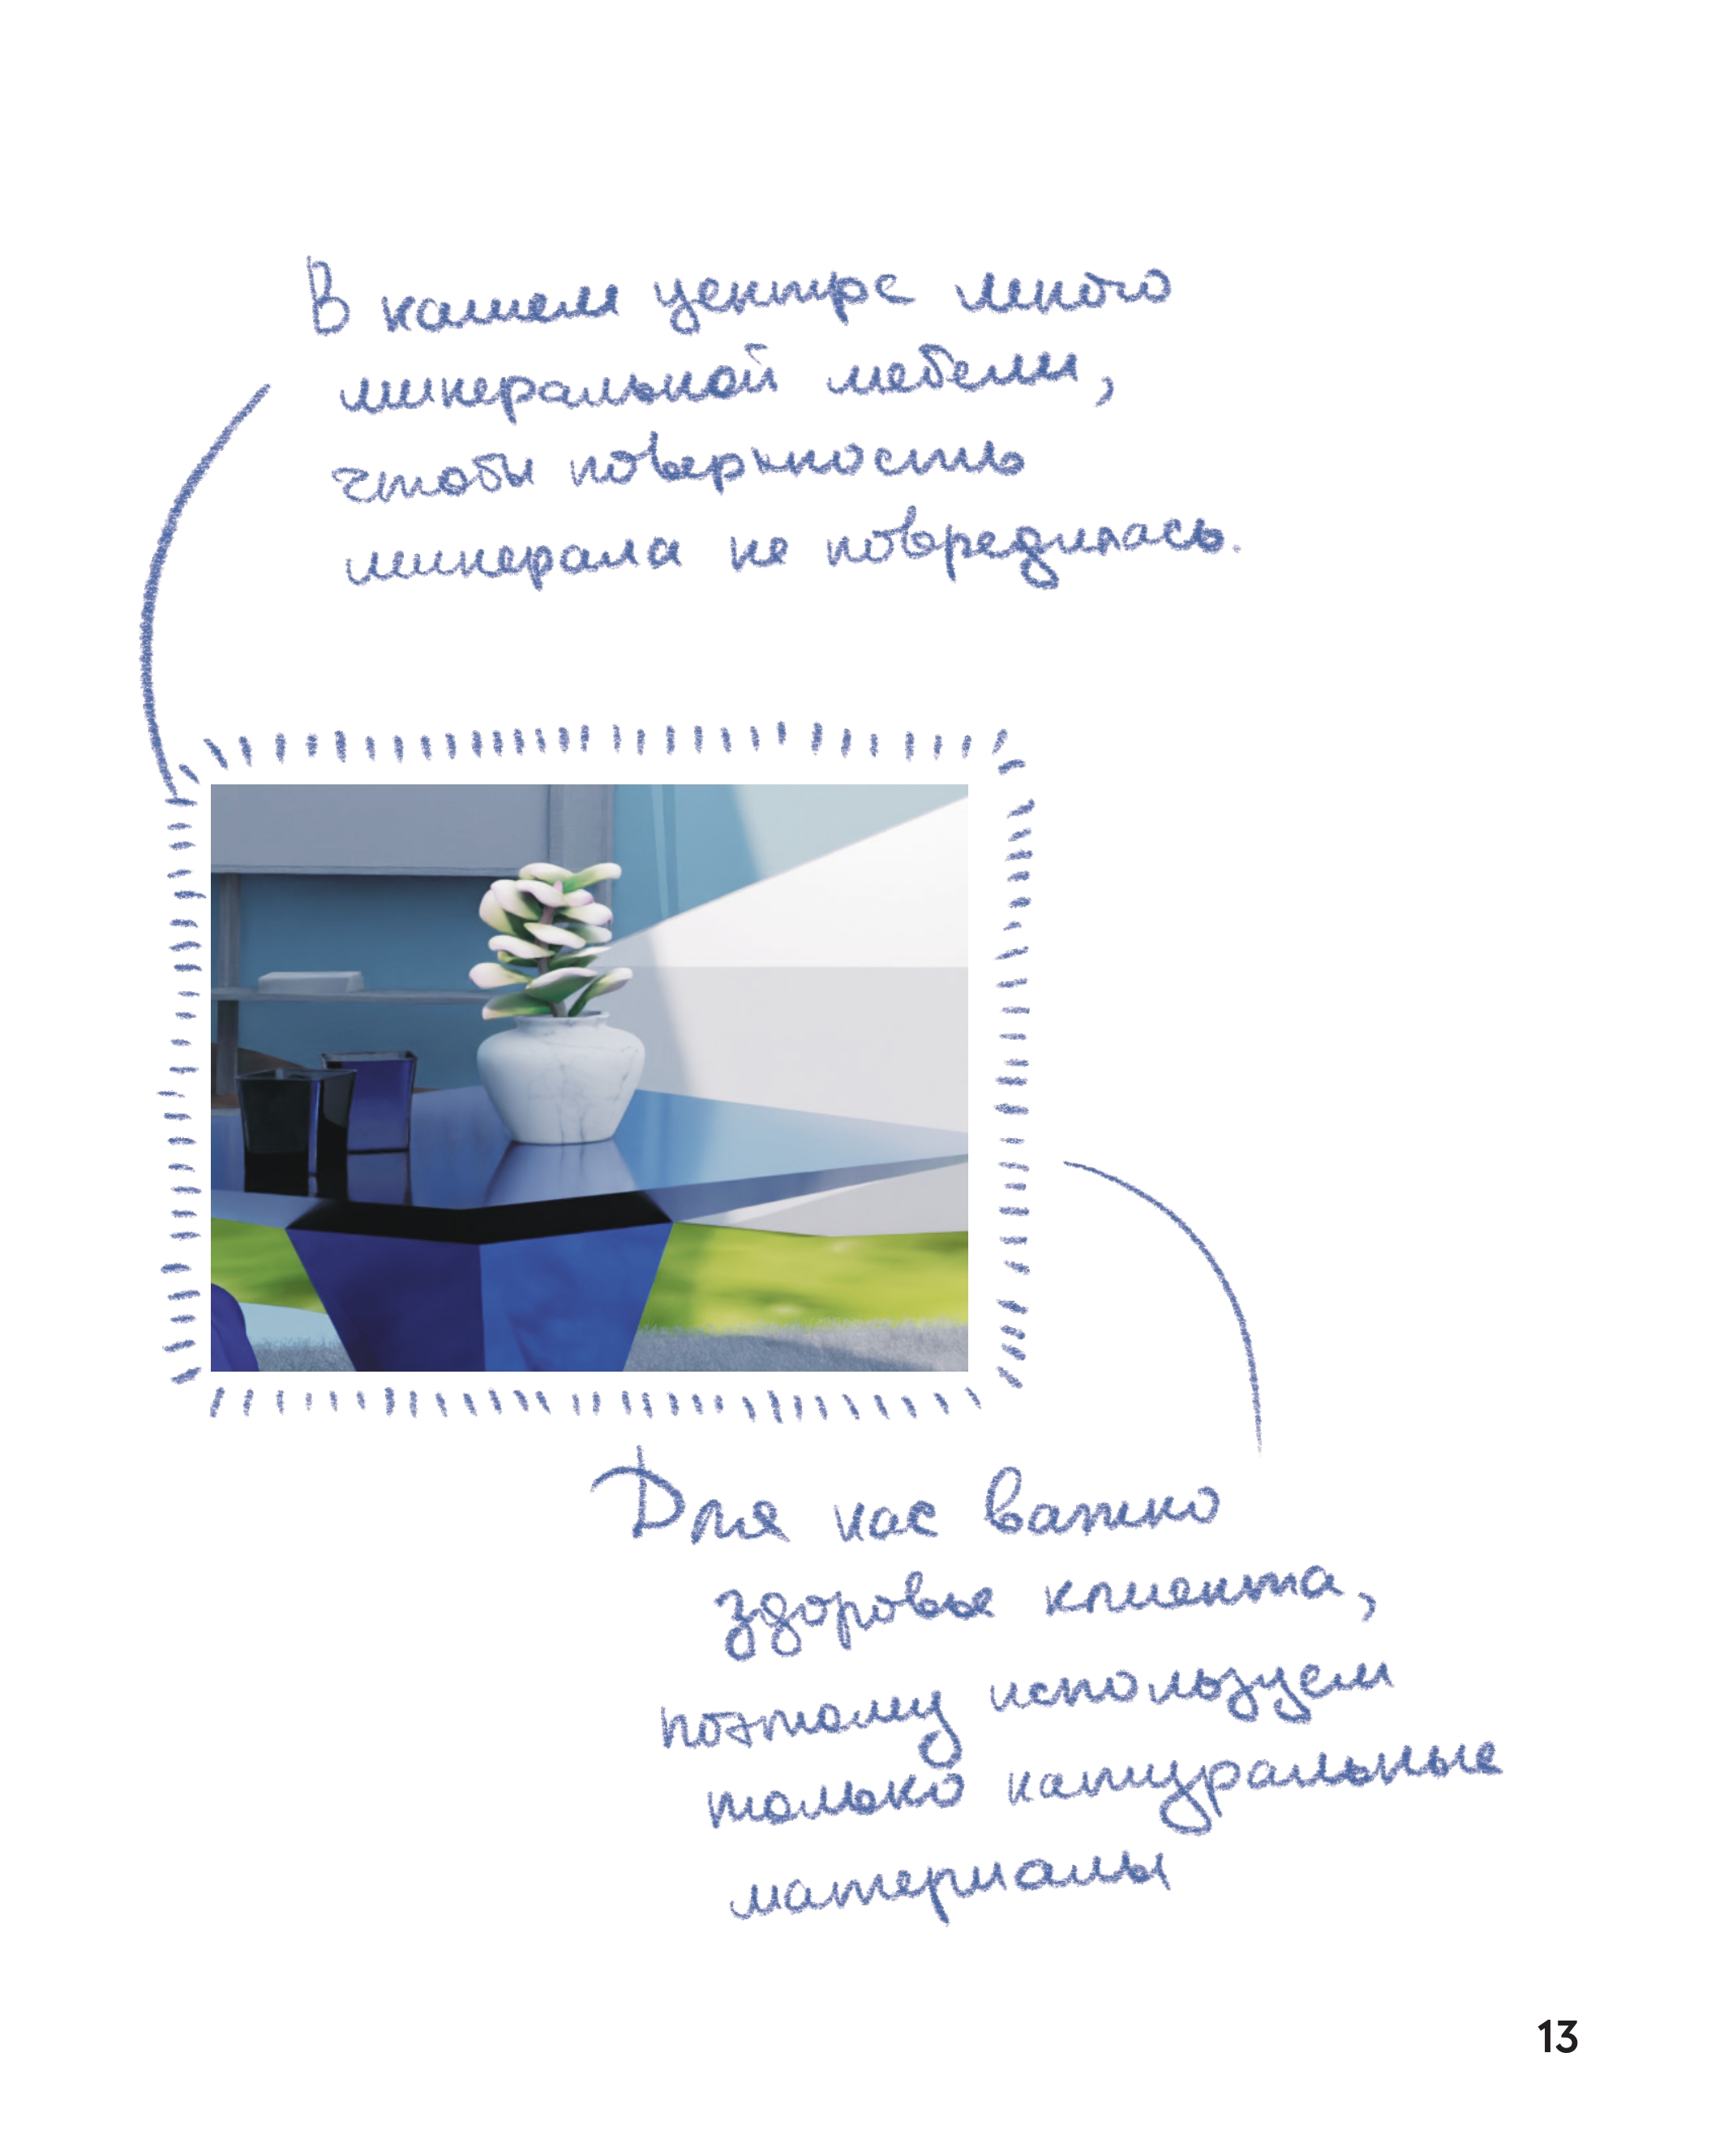 В нашем центре много
минеральной мебели,
чтобы поверхность
минерала не повредилась.
Для нас важно
здоровье клиента,
поэтому используем
только натуральные
материалы
13